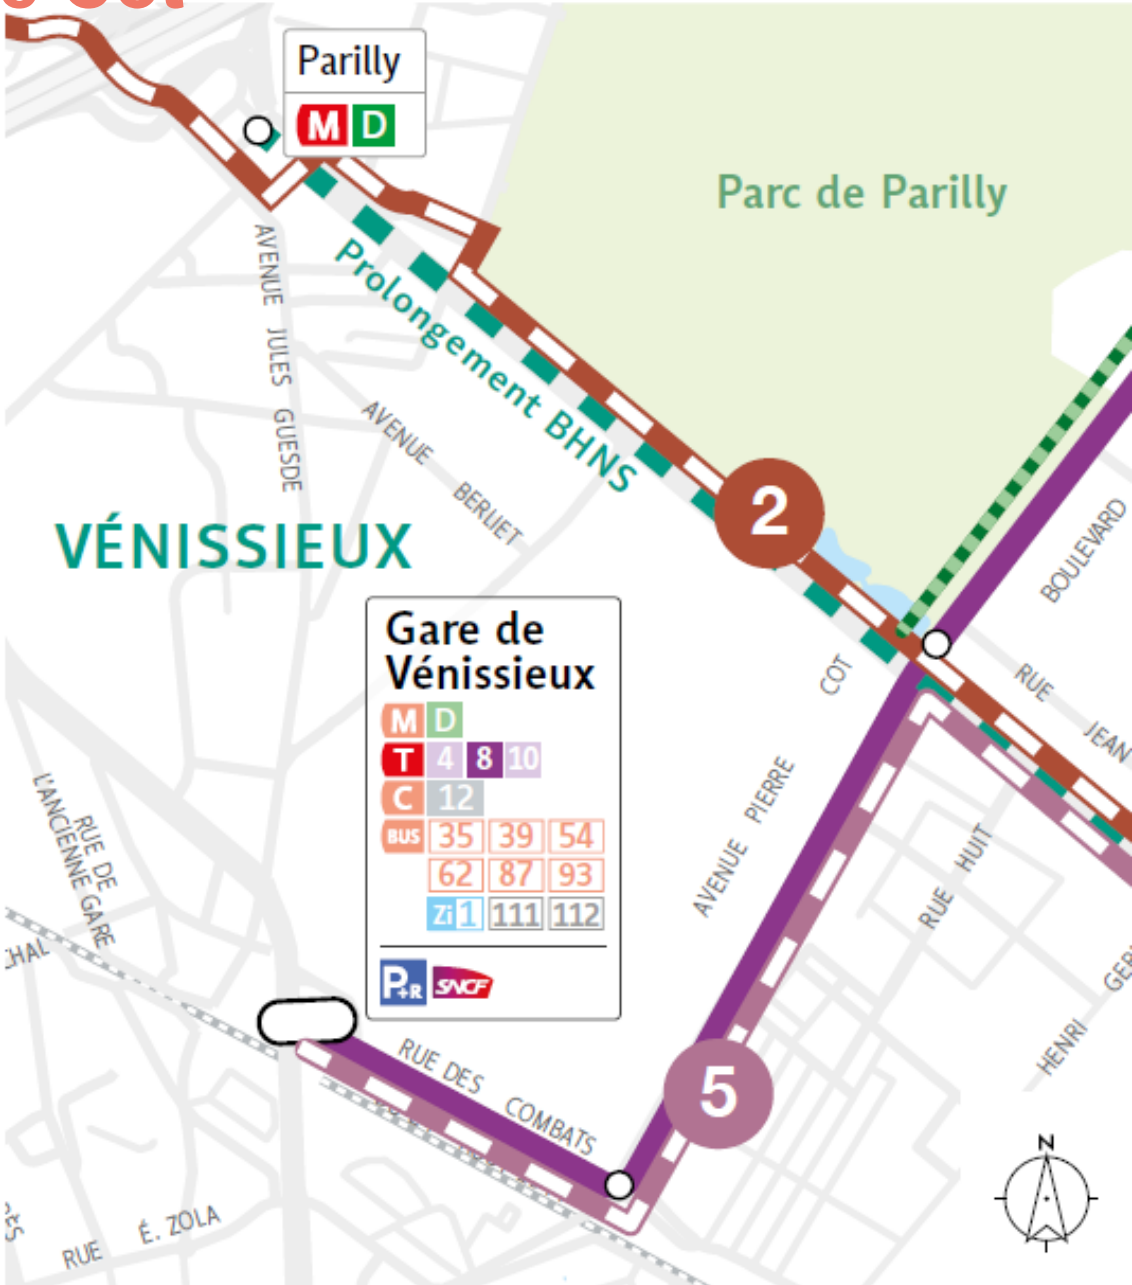 Parilly
M D
Parc de Parilly
Prolongement BHNS
AVENUE JULES GUESDE
AVENUE BERLIET
VÉNISSIEUX
2
BOULEVARD
Gare de
Vénissieux
M D
T 4 8 10
C 12
BUS 35 39 54
62 87 93
Zi 1 111 112
P+R SNCF
AVENUE PIERRE COT
RUE JEAN
RUE HUIT
HENRI
RUE DE
L'ANCIENNE GARE
RUE DES COMBATS
5
RUE É. ZOLA
N